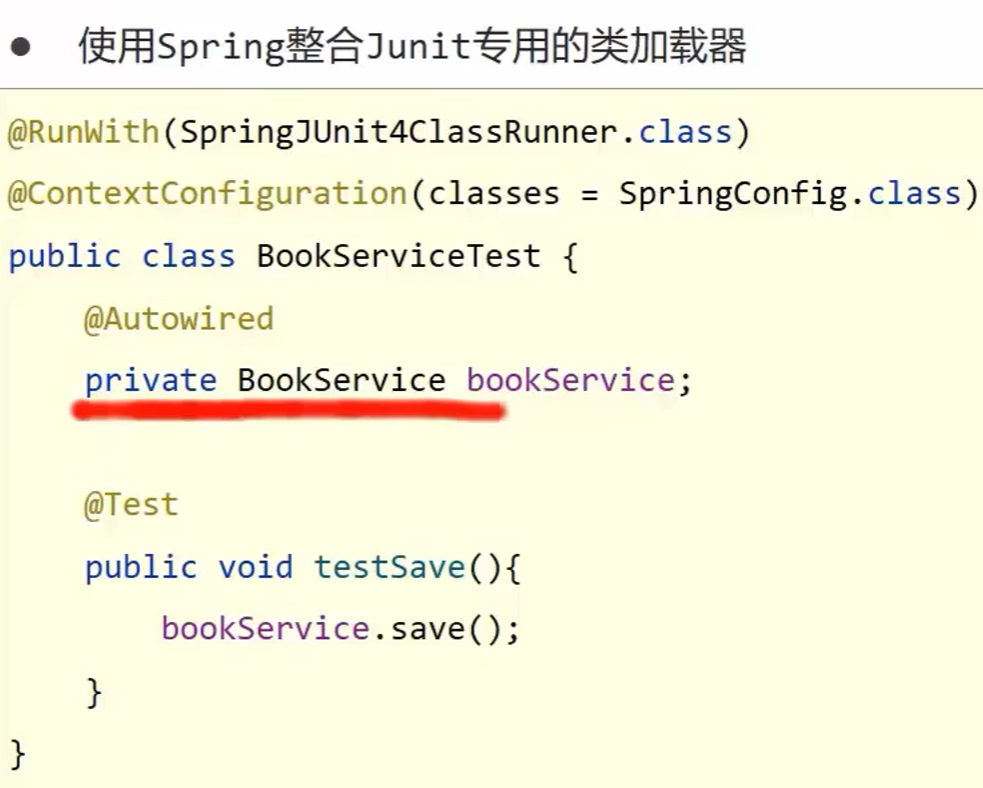 ● 使用Spring整合Junit专用的类加载器
@RunWith(SpringJUnit4ClassRunner.class)
@ContextConfiguration(classes = SpringConfig.class)
public class BookServiceTest {
    @Autowired
    private BookService bookService;
    @Test
    public void testSave(){
        bookService.save();
    }
}